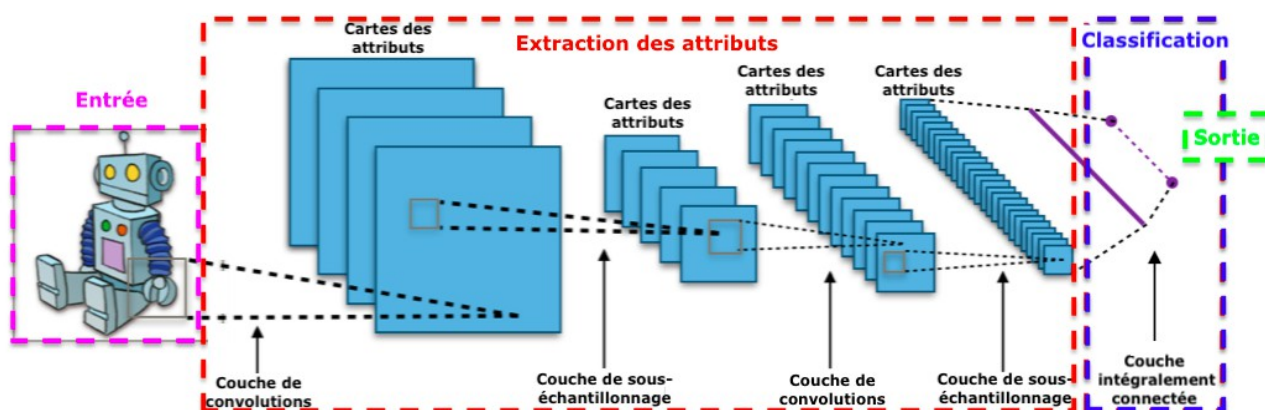 Entrée
Extraction des attributs
Classification
Sortie
Cartes des
attributs
Cartes des
attributs
Cartes des
attributs
Cartes des
attributs
Couche de
convolutions
Couche de sous-
échantillonnage
Couche de
convolutions
Couche de sous-
échantillonnage
Couche
intégralement
connectée